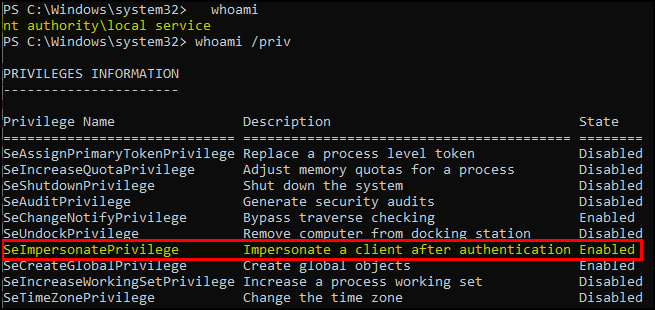 PS C:\Windows\system32>   whoami
nt authority\local service
PS C:\Windows\system32> whoami /priv

PRIVILEGES INFORMATION
----------------------

Privilege Name                Description                               State
============================= ========================================= ========
SeAssignPrimaryTokenPrivilege Replace a process level token             Disabled
SeIncreaseQuotaPrivilege      Adjust memory quotas for a process        Disabled
SeShutdownPrivilege           Shut down the system                      Disabled
SeAuditPrivilege              Generate security audits                  Disabled
SeChangeNotifyPrivilege       Bypass traverse checking                  Enabled
SeUndockPrivilege             Remove computer from docking station      Disabled
SeImpersonatePrivilege        Impersonate a client after authentication Enabled
SeCreateGlobalPrivilege       Create global objects                     Enabled
SeIncreaseWorkingSetPrivilege Increase a process working set            Disabled
SeTimeZonePrivilege           Change the time zone                      Disabled